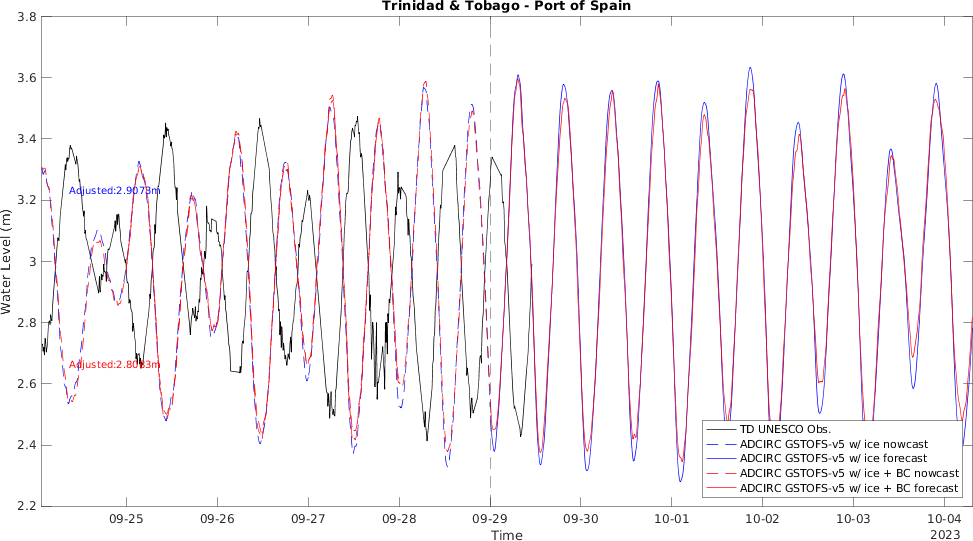 Trinidad & Tobago - Port of Spain
3.8
3.6
3.4
3.2
3
2.8
2.6
2.4
2.2
Water Level (m)
Adjusted:2.9073m
TD UNESCO Obs.
ADCIRC GSTOFS-v5 w/ ice nowcast
ADCIRC GSTOFS-v5 w/ ice forecast
ADCIRC GSTOFS-v5 w/ ice + BC nowcast
ADCIRC GSTOFS-v5 w/ ice + BC forecast
09-25
09-26
09-27
09-28
09-29
09-30
10-01
10-02
10-03
10-04
2023
Time